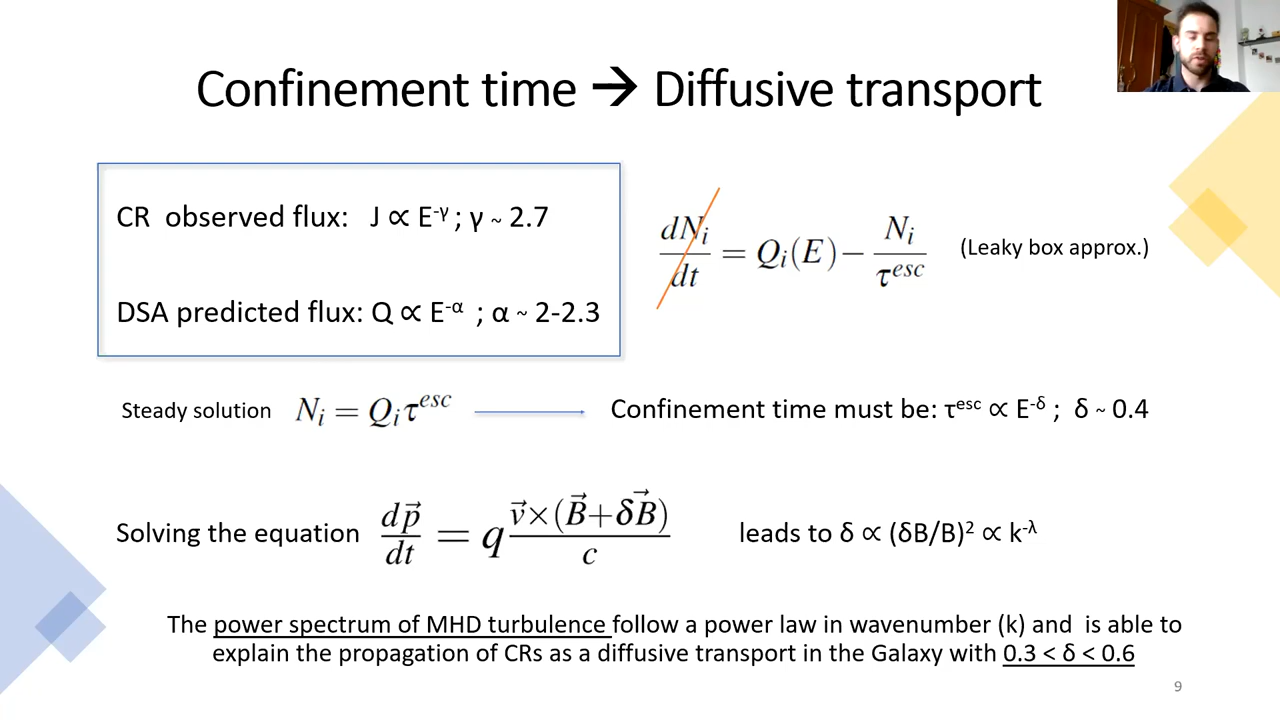 Confinement time → Diffusive transport
CR observed flux: J ∝ E^-γ ; γ ~ 2.7
DSA predicted flux: Q ∝ E^-α ; α ~ 2-2.3
dN_i/dt = Q_i(E) − N_i/τ^esc (Leaky box approx.)
Steady solution N_i = Q_i τ^esc → Confinement time must be: τ^esc ∝ E^-δ ; δ ~ 0.4
Solving the equation dp⃗/dt = q v⃗×(B⃗+δB⃗)/c leads to δ ∝ (δB/B)² ∝ k^-λ
The power spectrum of MHD turbulence follow a power law in wavenumber (k) and is able to
explain the propagation of CRs as a diffusive transport in the Galaxy with 0.3 < δ < 0.6
9